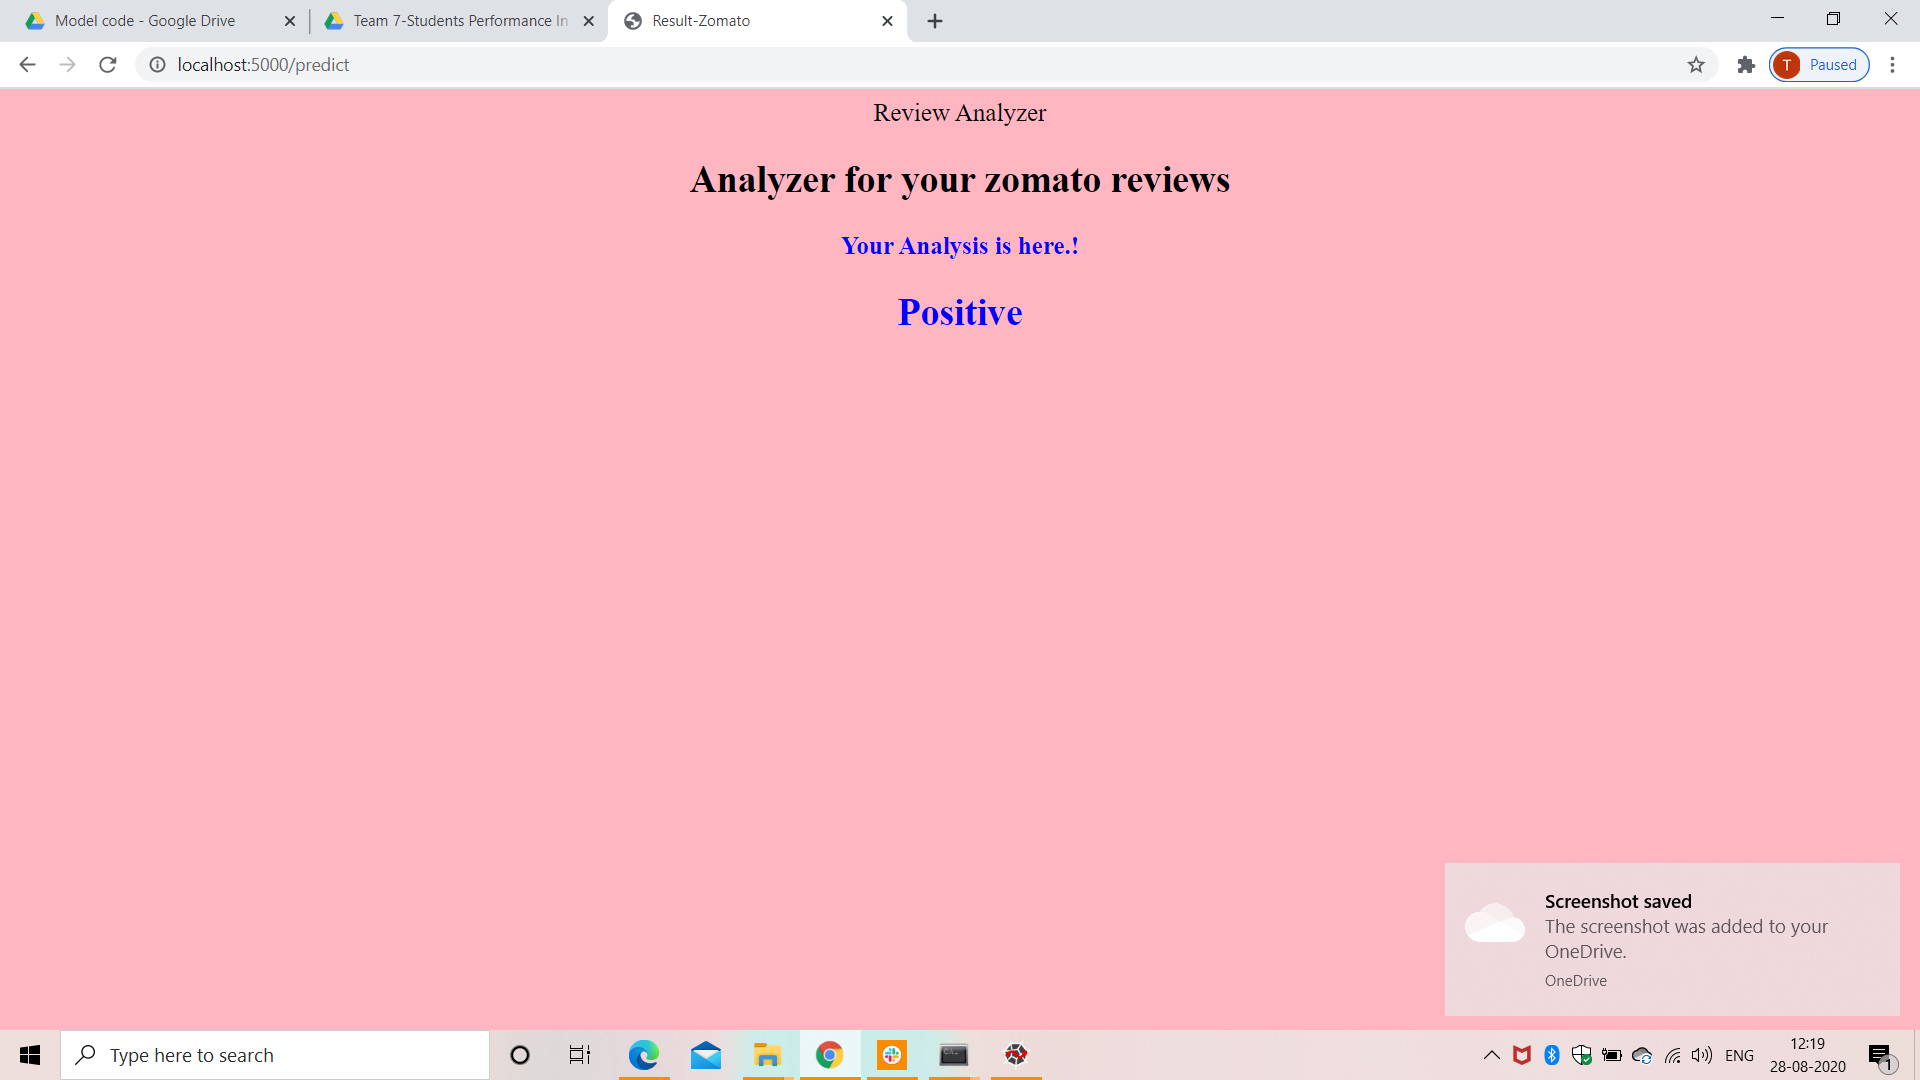 Model code - Google Drive
Team 7-Students Performance In
Result-Zomato
localhost:5000/predict
T
Paused
Review Analyzer
Analyzer for your zomato reviews
Your Analysis is here.!
Positive
Screenshot saved
The screenshot was added to your
OneDrive.
OneDrive
Type here to search
ENG
12:19
28-08-2020
1